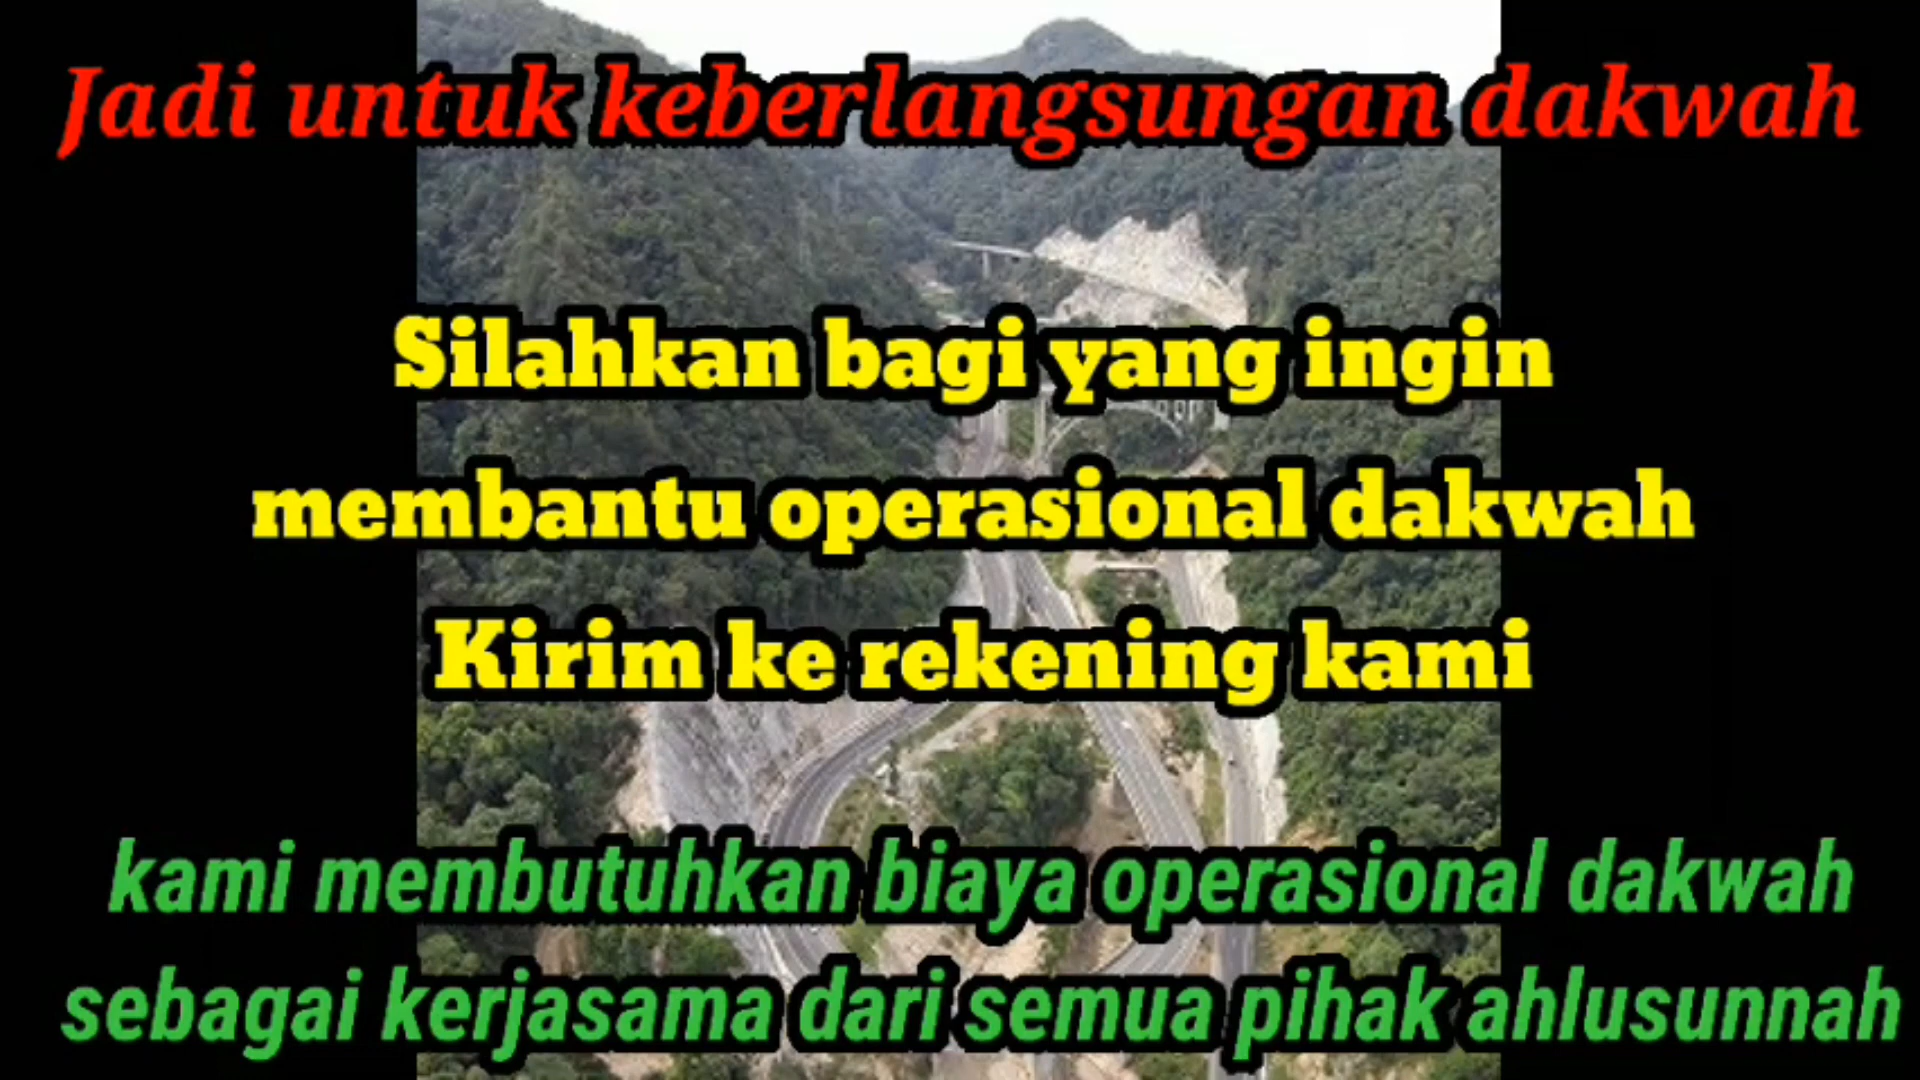 Jadi untuk keberlangsungan dakwah
Silahkan bagi yang ingin
membantu operasional dakwah
Kirim ke rekening kami
kami membutuhkan biaya operasional dakwah
sebagai kerjasama dari semua pihak ahlusunnah